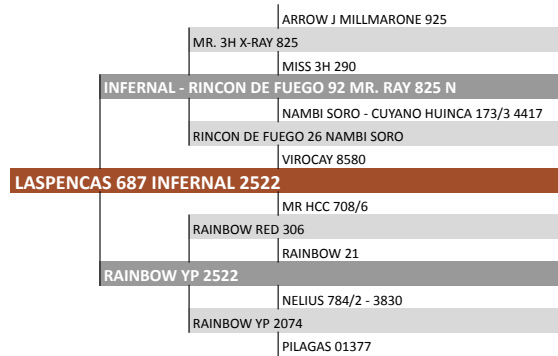 ARROW J MILLMARONE 925
MR. 3H X-RAY 825
MISS 3H 290
INFERNAL - RINCON DE FUEGO 92 MR. RAY 825 N
NAMBI SORO - CUYANO HUINCA 173/3 4417
RINCON DE FUEGO 26 NAMBI SORO
VIROCAY 8580
LASPENCAS 687 INFERNAL 2522
MR HCC 708/6
RAINBOW RED 306
RAINBOW 21
RAINBOW YP 2522
NELIUS 784/2 - 3830
RAINBOW YP 2074
PILAGAS 01377